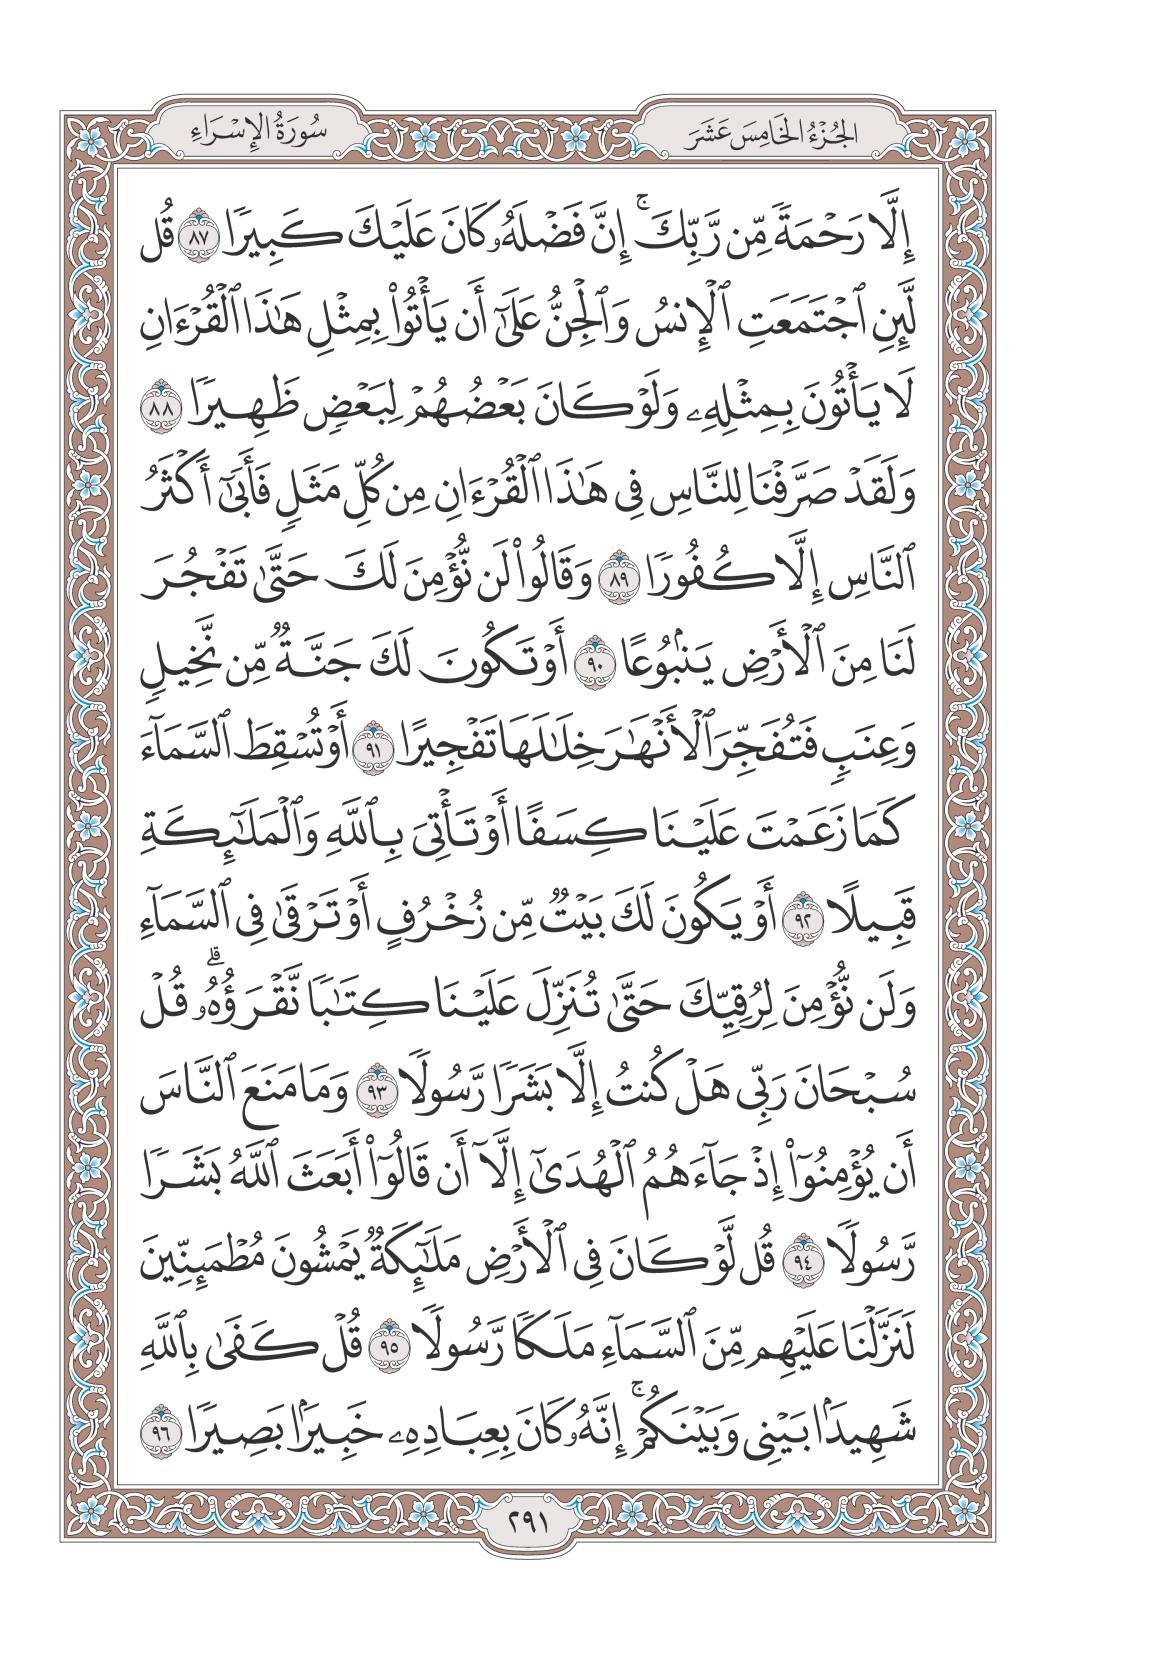 الجُزْءُ الخَامِسَ عَشَرَ
سُورَةُ الإِسْرَاءِ
إِلَّا رَحْمَةً مِّن رَّبِّكَ ۚ إِنَّ فَضْلَهُۥ كَانَ عَلَيْكَ كَبِيرًا ٨٧ قُل
لَّئِنِ ٱجْتَمَعَتِ ٱلْإِنسُ وَٱلْجِنُّ عَلَىٰٓ أَن يَأْتُوا۟ بِمِثْلِ هَٰذَا ٱلْقُرْءَانِ
لَا يَأْتُونَ بِمِثْلِهِۦ وَلَوْ كَانَ بَعْضُهُمْ لِبَعْضٍ ظَهِيرًا ٨٨
وَلَقَدْ صَرَّفْنَا لِلنَّاسِ فِى هَٰذَا ٱلْقُرْءَانِ مِن كُلِّ مَثَلٍ فَأَبَىٰٓ أَكْثَرُ
ٱلنَّاسِ إِلَّا كُفُورًا ٨٩ وَقَالُوا۟ لَن نُّؤْمِنَ لَكَ حَتَّىٰ تَفْجُرَ
لَنَا مِنَ ٱلْأَرْضِ يَنۢبُوعًا ٩٠ أَوْ تَكُونَ لَكَ جَنَّةٌ مِّن نَّخِيلٍ
وَعِنَبٍ فَتُفَجِّرَ ٱلْأَنْهَٰرَ خِلَٰلَهَا تَفْجِيرًا ٩١ أَوْ تُسْقِطَ ٱلسَّمَآءَ
كَمَا زَعَمْتَ عَلَيْنَا كِسَفًا أَوْ تَأْتِىَ بِٱللَّهِ وَٱلْمَلَٰٓئِكَةِ
قَبِيلًا ٩٢ أَوْ يَكُونَ لَكَ بَيْتٌ مِّن زُخْرُفٍ أَوْ تَرْقَىٰ فِى ٱلسَّمَآءِ
وَلَن نُّؤْمِنَ لِرُقِيِّكَ حَتَّىٰ تُنَزِّلَ عَلَيْنَا كِتَٰبًا نَّقْرَؤُهُۥ ۗ قُلْ
سُبْحَانَ رَبِّى هَلْ كُنتُ إِلَّا بَشَرًا رَّسُولًا ٩٣ وَمَا مَنَعَ ٱلنَّاسَ
أَن يُؤْمِنُوٓا۟ إِذْ جَآءَهُمُ ٱلْهُدَىٰٓ إِلَّآ أَن قَالُوٓا۟ أَبَعَثَ ٱللَّهُ بَشَرًا
رَّسُولًا ٩٤ قُل لَّوْ كَانَ فِى ٱلْأَرْضِ مَلَٰٓئِكَةٌ يَمْشُونَ مُطْمَئِنِّينَ
لَنَزَّلْنَا عَلَيْهِم مِّنَ ٱلسَّمَآءِ مَلَكًا رَّسُولًا ٩٥ قُلْ كَفَىٰ بِٱللَّهِ
شَهِيدًۢا بَيْنِى وَبَيْنَكُمْ ۚ إِنَّهُۥ كَانَ بِعِبَادِهِۦ خَبِيرًۢا بَصِيرًا ٩٦
٢٩١